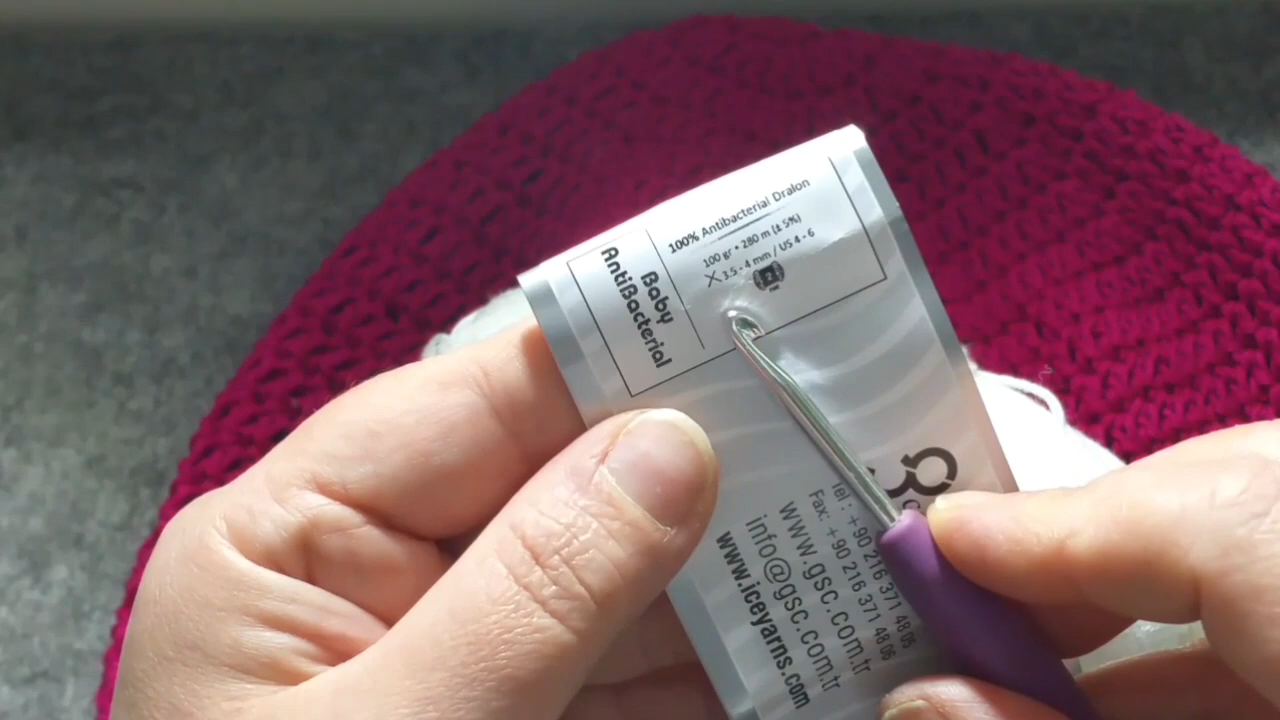 Baby
AntiBacterial
100% Antibacterial Dralon
100 gr • 280 m (± 5%)
3.5 - 4 mm / US 4 - 6
2
Tel : +90 216 371 48 05
Fax: +90 216 371 48 06
www.gsc.com.tr
info@gsc.com.tr
www.iceyarns.com